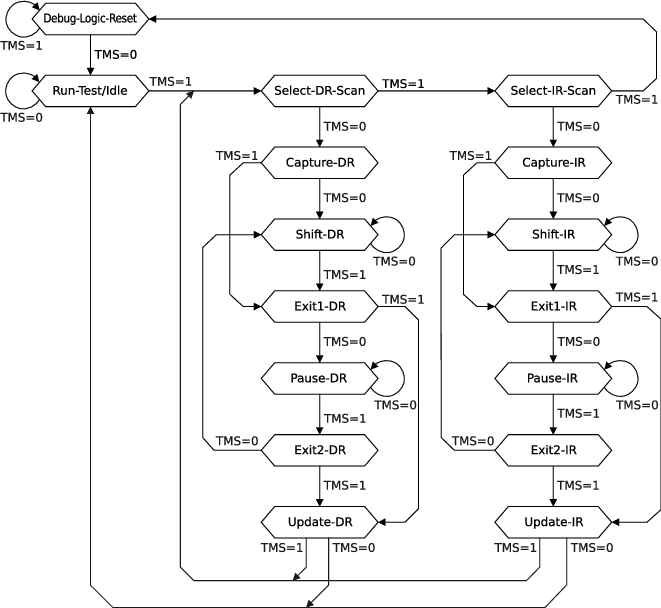 Debug-Logic-Reset
TMS=1
TMS=0
Run-Test/Idle
TMS=1
Select-DR-Scan
TMS=1
Select-IR-Scan
TMS=1
TMS=0
TMS=0
TMS=0
TMS=1
Capture-DR
TMS=1
Capture-IR
TMS=0
TMS=0
Shift-DR
Shift-IR
TMS=0
TMS=0
TMS=1
TMS=1
Exit1-DR
TMS=1
Exit1-IR
TMS=1
TMS=0
TMS=0
Pause-DR
Pause-IR
TMS=0
TMS=0
TMS=1
TMS=1
TMS=0
Exit2-DR
TMS=0
Exit2-IR
TMS=1
TMS=1
Update-DR
Update-IR
TMS=1
TMS=0
TMS=1
TMS=0